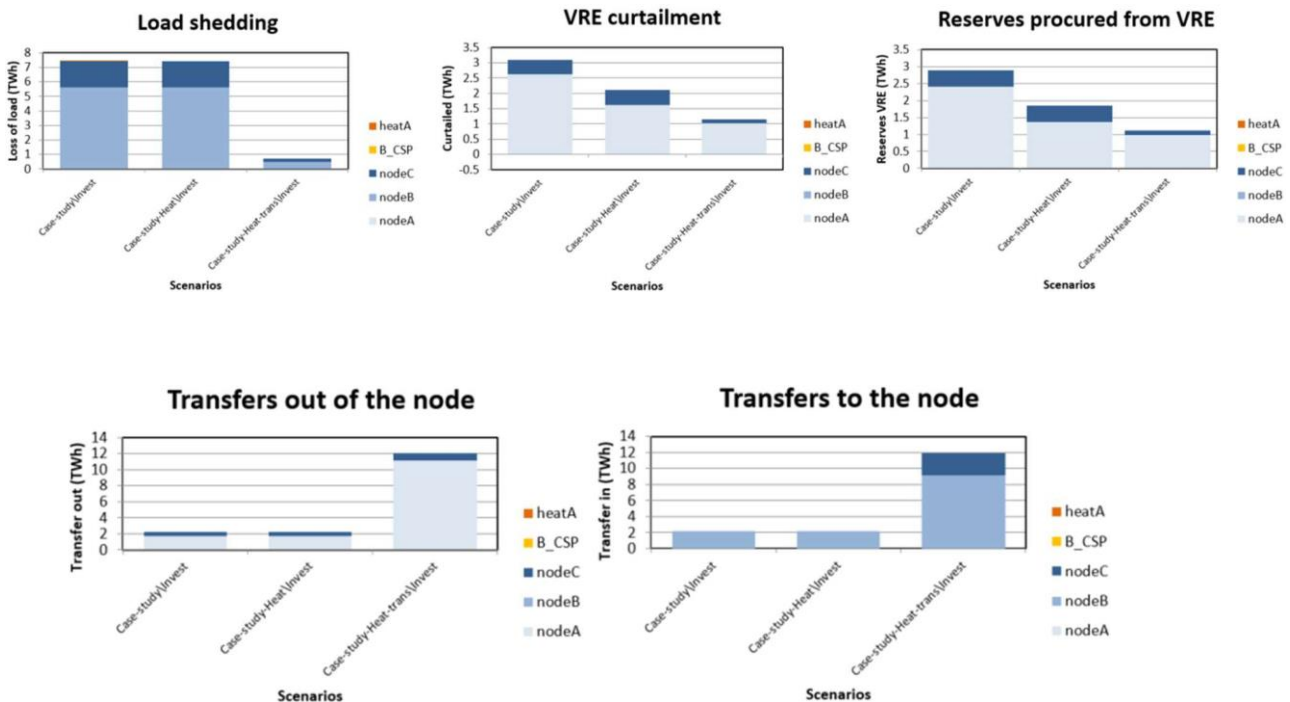 Load shedding
Loss of load (TWh)
8
7
6
5
4
3
2
1
0
Case-study\Invest
Case-study-Heat\Invest
Case-study-Heat-trans\Invest
Scenarios
heatA
B_CSP
nodeC
nodeB
nodeA
VRE curtailment
Curtailed (TWh)
3.5
3
2.5
2
1.5
1
0.5
0
-0.5
Case-study\Invest
Case-study-Heat\Invest
Case-study-Heat-trans\Invest
Scenarios
heatA
B_CSP
nodeC
nodeB
nodeA
Reserves procured from VRE
Reserves VRE (TWh)
3.5
3
2.5
2
1.5
1
0.5
0
Case-study\Invest
Case-study-Heat\Invest
Case-study-Heat-trans\Invest
Scenarios
heatA
B_CSP
nodeC
nodeB
nodeA
Transfers out of the node
Transfer out (TWh)
14
12
10
8
6
4
2
0
Case-study\Invest
Case-study-Heat\Invest
Case-study-Heat-trans\Invest
Scenarios
heatA
B_CSP
nodeC
nodeB
nodeA
Transfers to the node
Transfer in (TWh)
14
12
10
8
6
4
2
0
Case-study\Invest
Case-study-Heat\Invest
Case-study-Heat-trans\Invest
Scenarios
heatA
B_CSP
nodeC
nodeB
nodeA